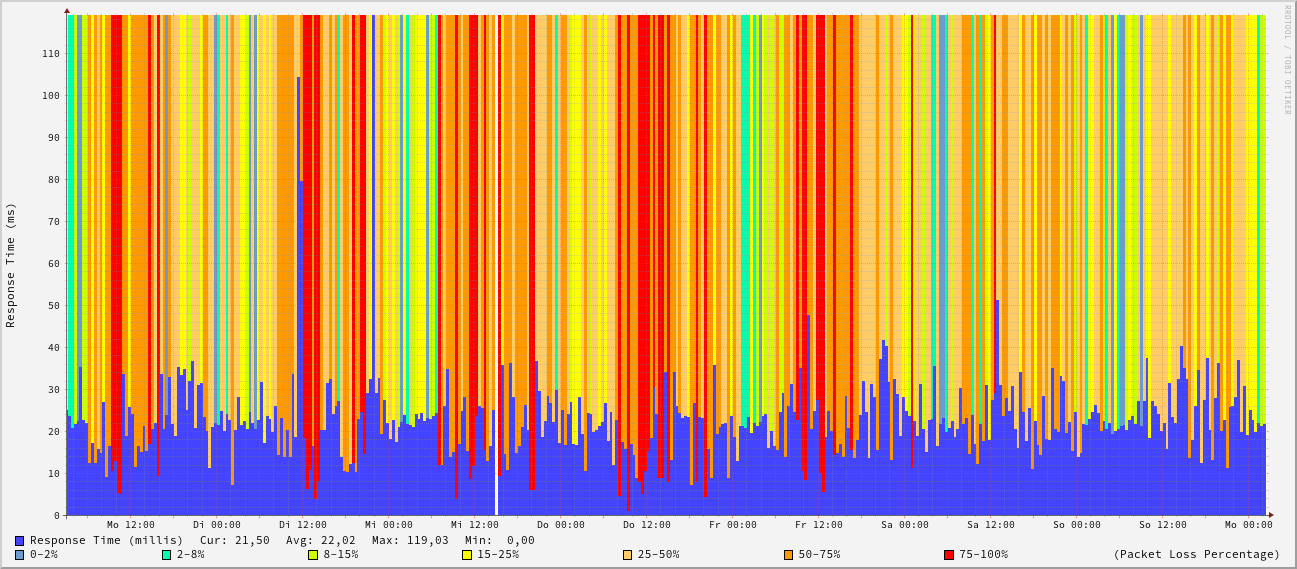 RRDTOOL / TOBI OETIKER
Response Time (ms)
110
100
90
80
70
60
50
40
30
20
10
0
Mo 12:00 Di 00:00 Di 12:00 Mi 00:00 Mi 12:00 Do 00:00 Do 12:00 Fr 00:00 Fr 12:00 Sa 00:00 Sa 12:00 So 00:00 So 12:00 Mo 00:00
Response Time (millis) Cur: 21,50 Avg: 22,02 Max: 119,03 Min: 0,00
0-2% 2-8% 8-15% 15-25% 25-50% 50-75% 75-100% (Packet Loss Percentage)